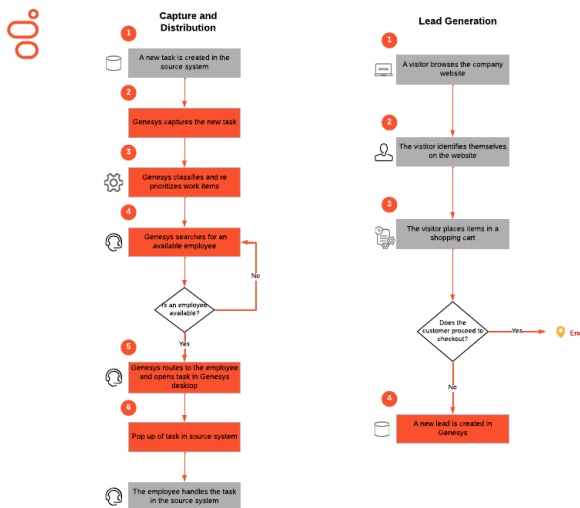 Capture and
Distribution
1
A new task is created in the
source system
2
Genesys captures the new task
3
Genesys classifies and re
prioritizes work items
4
Genesys searches for an
available employee
No
Is an employee
available?
Yes
5
Genesys routes to the employee
and opens task in Genesys
desktop
6
Pop up of task in source system
The employee handles the task
in the source system
Lead Generation
1
A visitor browses the company
website
2
The vistitor identifies themselves
on the website
3
The visitor places items in a
shopping cart
Does the
customer proceed to
checkout?
Yes
End
No
4
A new lead is created in
Genesys